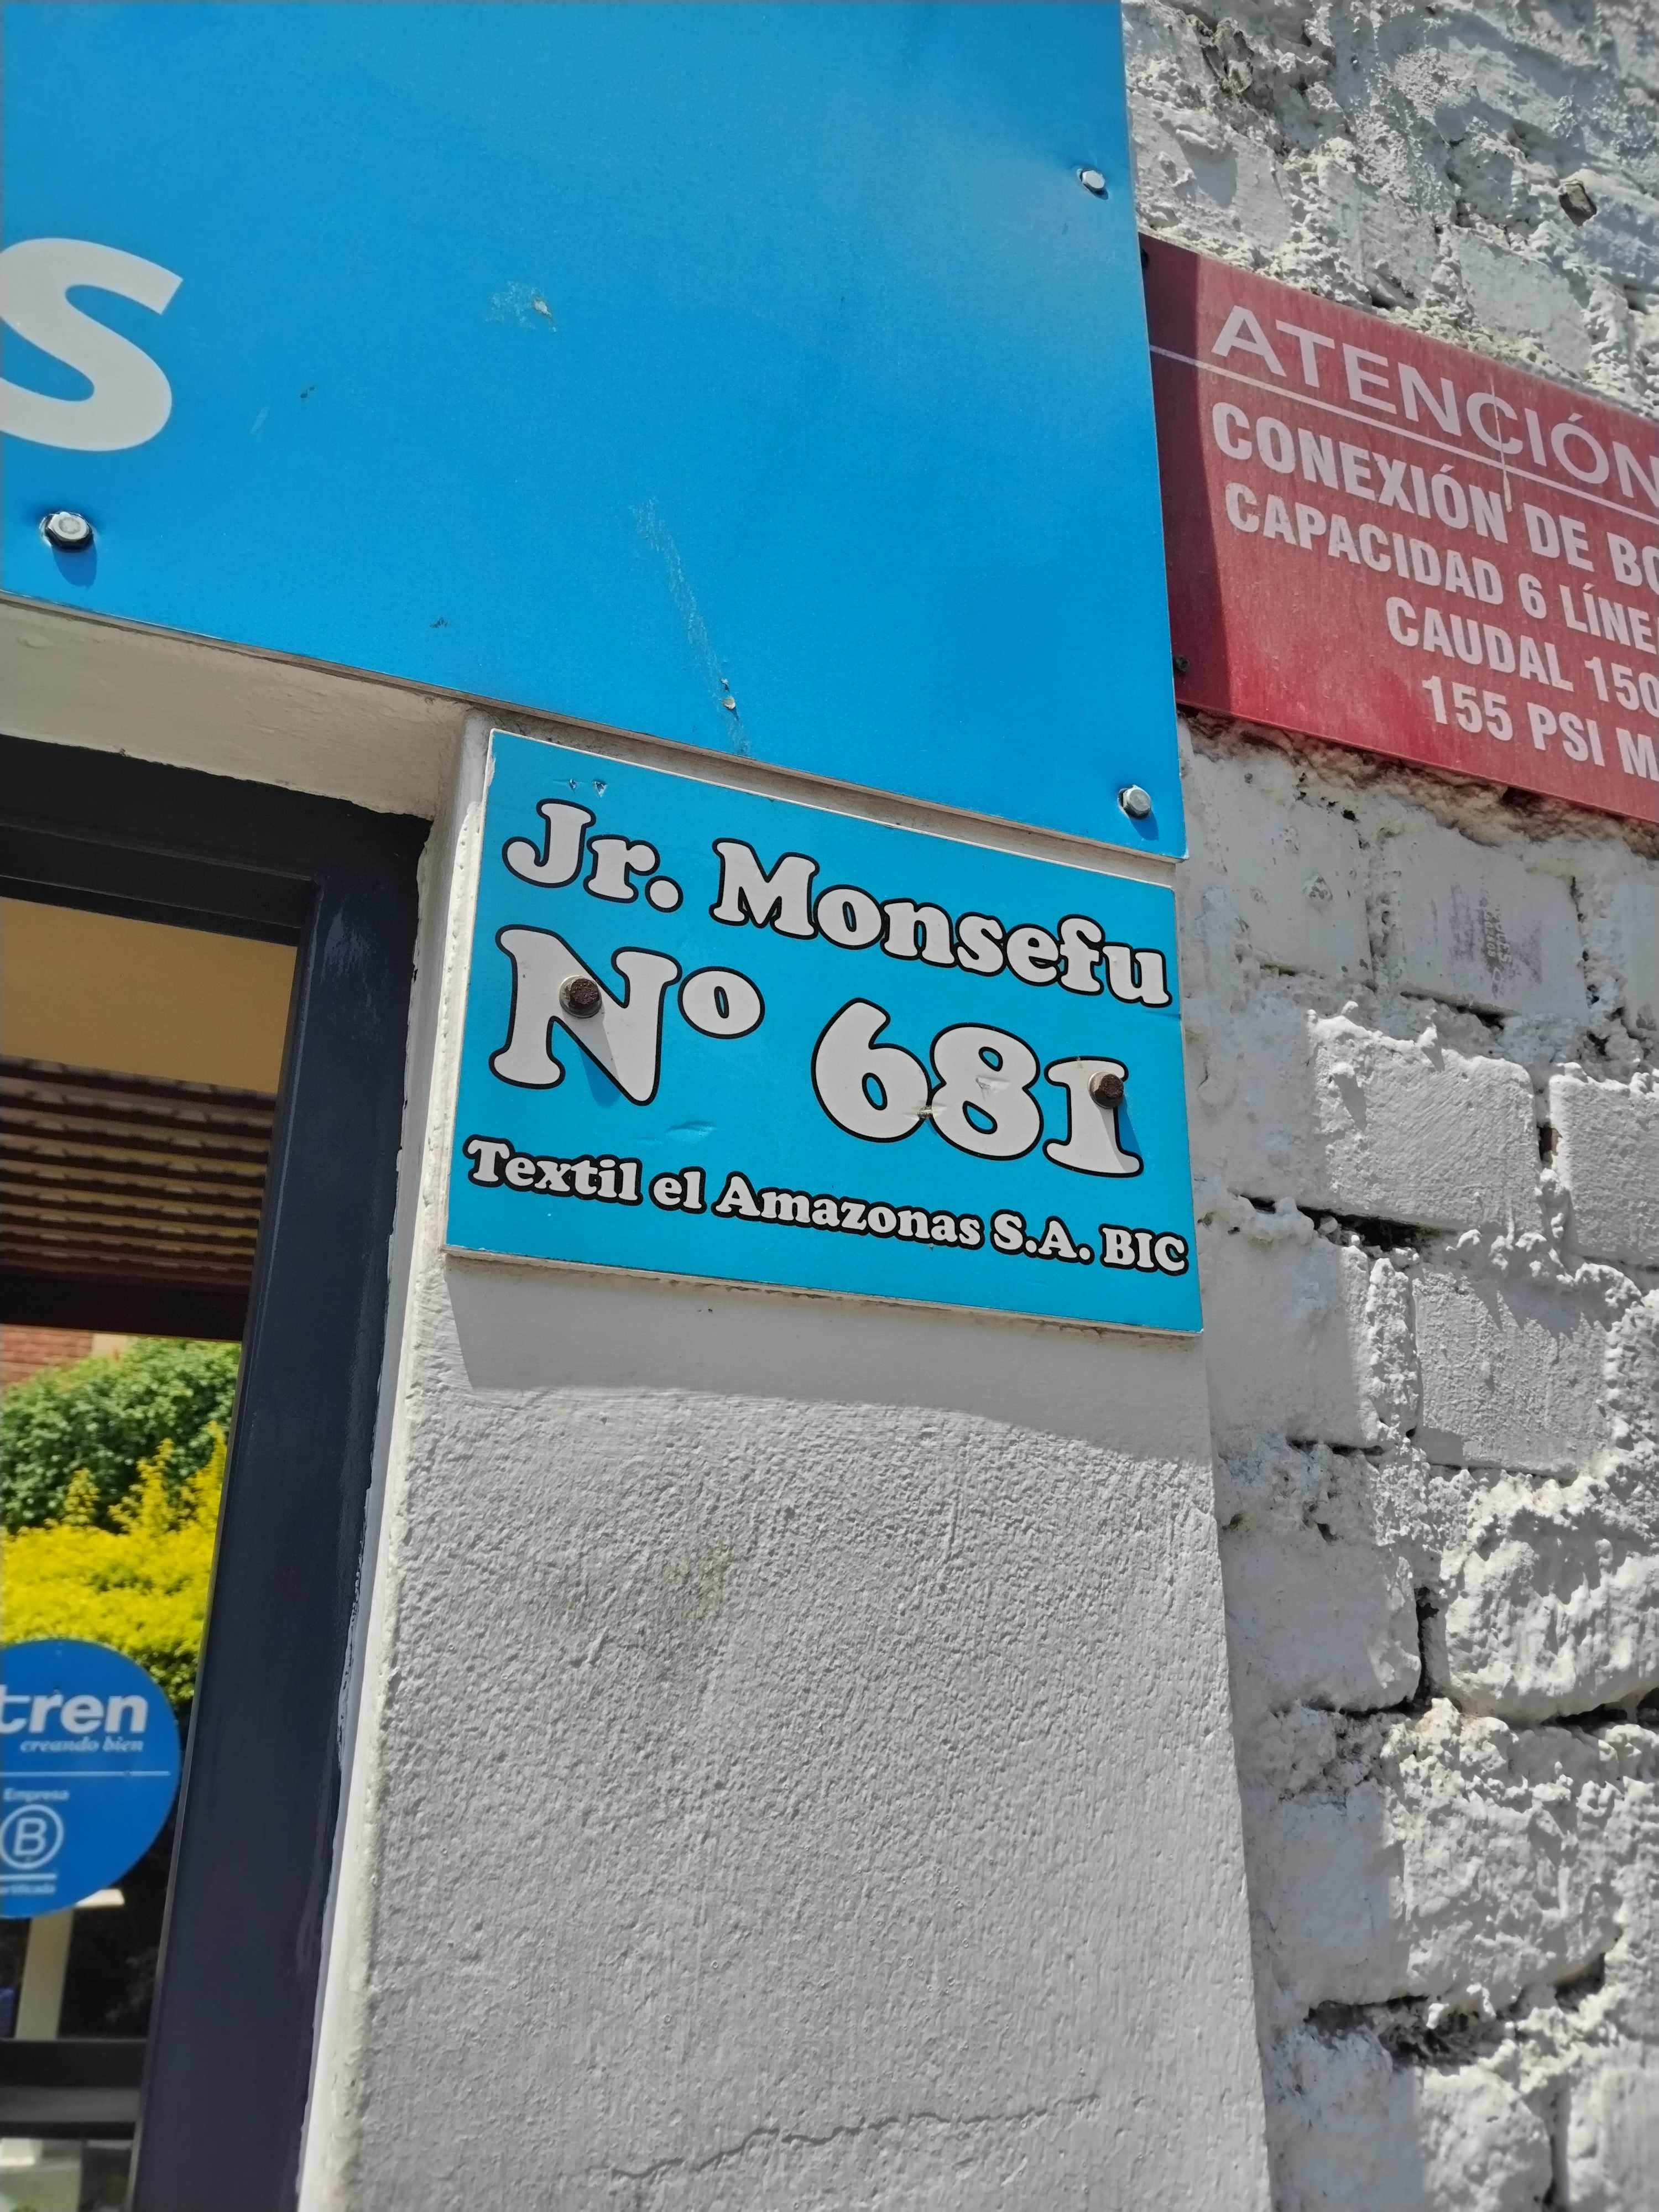 S
ATENCIÓN
CONEXIÓN DE BO
CAPACIDAD 6 LÍNE
CAUDAL 150
155 PSI M
Jr. Monsefu
Nº 681
Textil el Amazonas S.A. BIC
tren
creando bien
Empresa
B